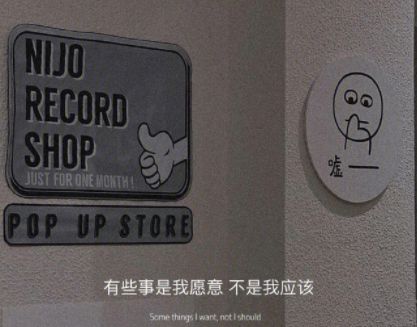 NIJO
RECORD
SHOP
JUST FOR ONE MONTH!
POP UP STORE
嘘一
有些事是我愿意 不是我应该
Some things I want, not I should